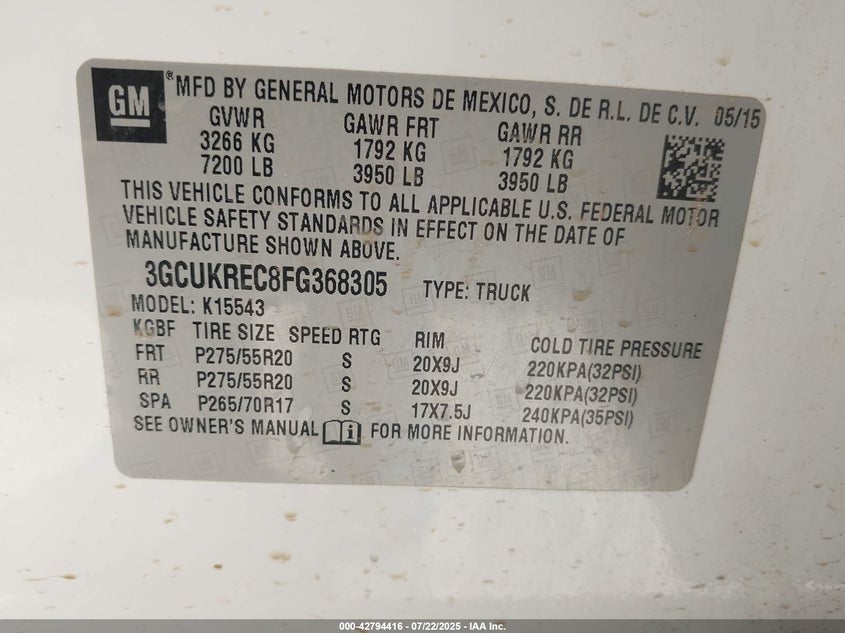 GM
® MFD BY GENERAL MOTORS DE MEXICO, S. DE R.L. DE C.V. 05/15
GVWR GAWR FRT GAWR RR
3266 KG 1792 KG 1792 KG
7200 LB 3950 LB 3950 LB
THIS VEHICLE CONFORMS TO ALL APPLICABLE U.S. FEDERAL MOTOR
VEHICLE SAFETY STANDARDS IN EFFECT ON THE DATE OF
MANUFACTURE SHOWN ABOVE.
3GCUKREC8FG368305 TYPE: TRUCK
MODEL: K15543
KGBF TIRE SIZE SPEED RTG RIM COLD TIRE PRESSURE
FRT P275/55R20 S 20X9J 220KPA(32PSI)
RR P275/55R20 S 20X9J 220KPA(32PSI)
SPA P265/70R17 S 17X7.5J 240KPA(35PSI)
SEE OWNER'S MANUAL FOR MORE INFORMATION.
000-42794416 - 07/22/2025 - IAA Inc.